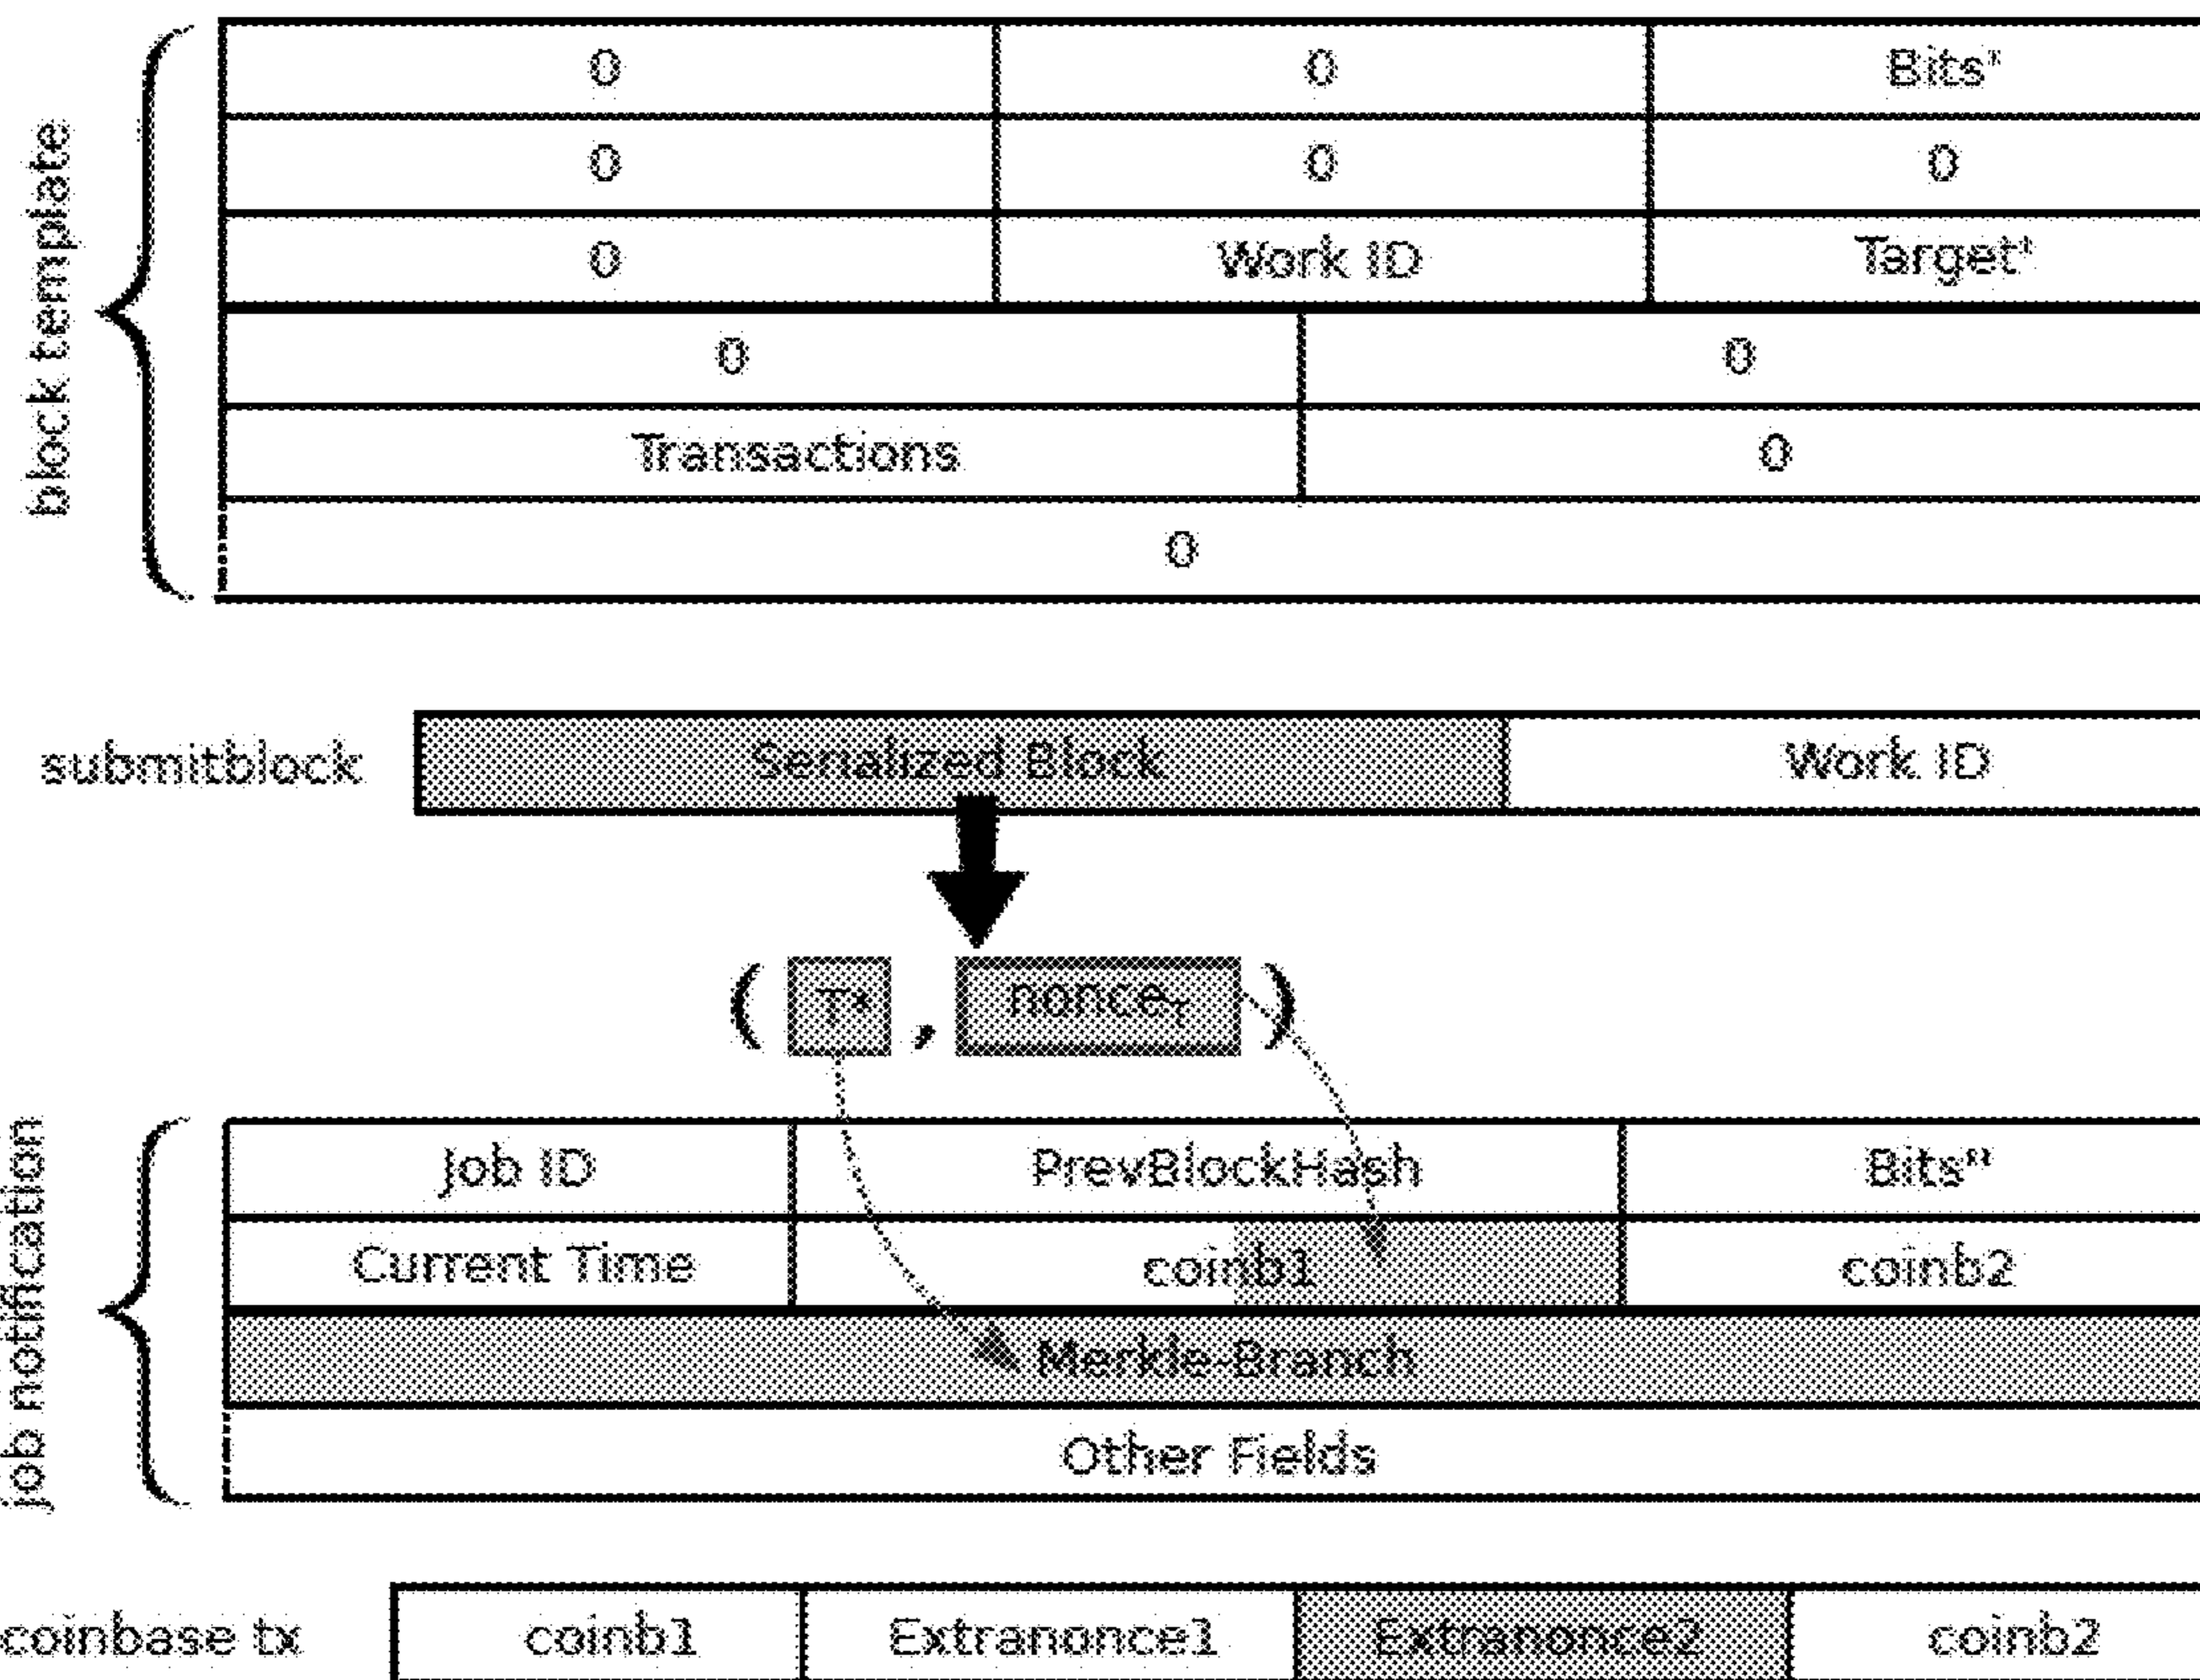 block template
0 0 Bits'
0 0 0
0 Work ID Target'
0 0
Transactions 0
0
submitblock Serialized Block Work ID
( T* , nonceT )
job notification
Job ID PrevBlockHash Bits"
Current Time coinb1 coinb2
Merkle-Branch
Other Fields
coinbase tx coinb1 Extranonce1 Extranonce2 coinb2